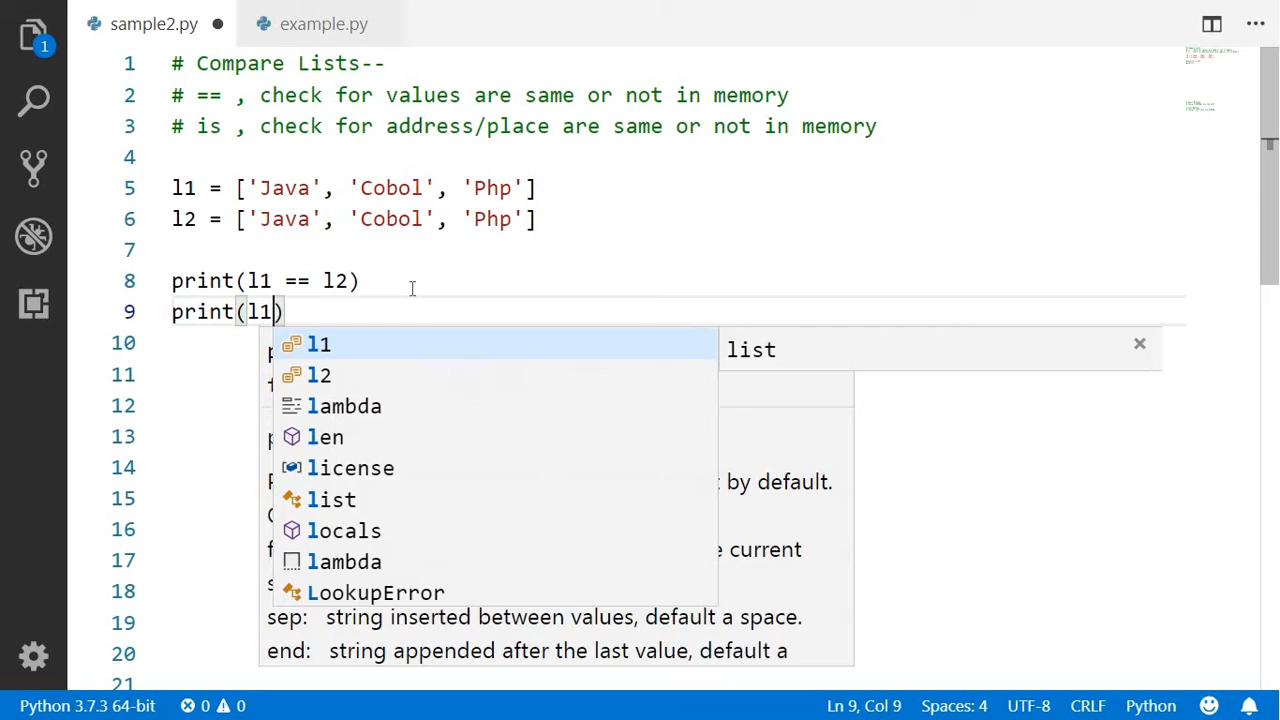 sample2.py
example.py
1
1 # Compare Lists--
2 # == , check for values are same or not in memory
3 # is , check for address/place are same or not in memory
4
5 l1 = ['Java', 'Cobol', 'Php']
6 l2 = ['Java', 'Cobol', 'Php']
7
8 print(l1 == l2)
9 print(l1)
10 l1 list
11 l2
12 lambda
13 len
14 license by default.
15 list
16 locals e current
17 lambda
18 LookupError
19 sep: string inserted between values, default a space.
20 end: string appended after the last value, default a
21
Python 3.7.3 64-bit 0 0 Ln 9, Col 9 Spaces: 4 UTF-8 CRLF Python